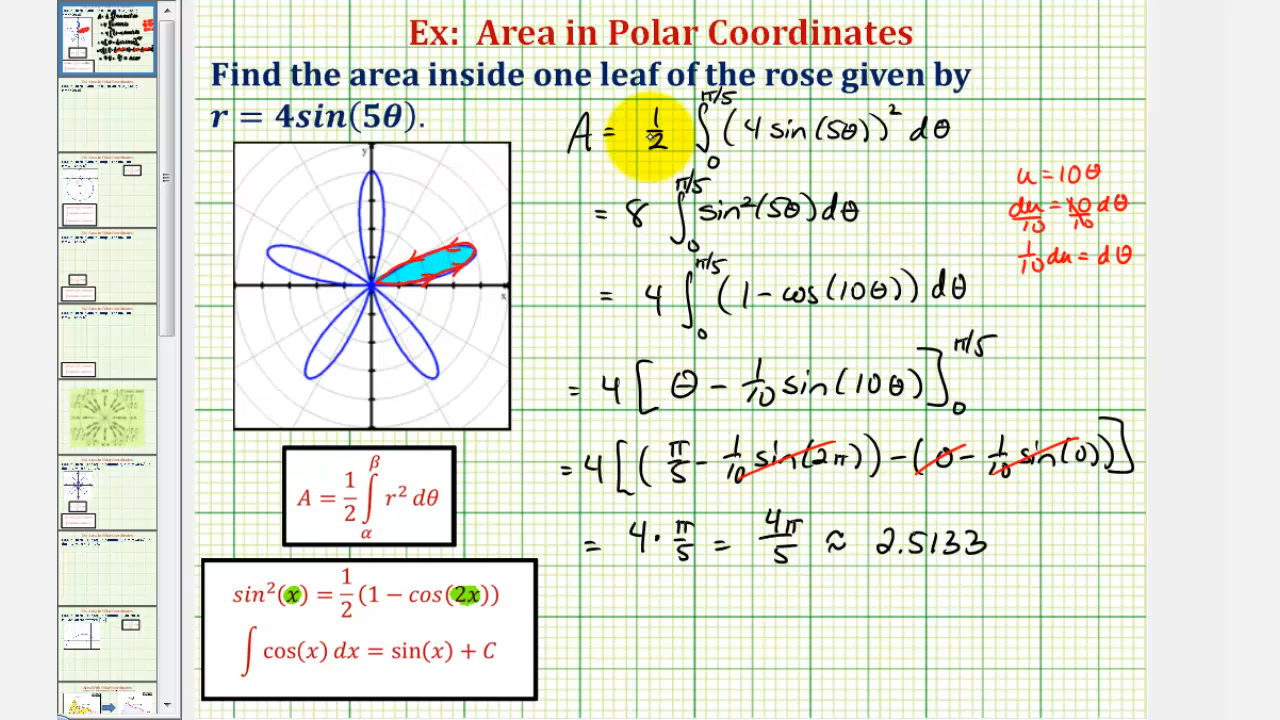 Ex: Area in Polar Coordinates
Find the area inside one leaf of the rose given by
r = 4sin(5θ).
A = 1/2 ∫₀^π/5 (4 sin(5θ))² dθ
= 8 ∫₀^π/5 sin²(5θ) dθ
= 4 ∫₀^π/5 (1 - cos(10θ)) dθ
= 4 [ θ - 1/10 sin(10θ) ]₀^π/5
= 4 [ ( π/5 - 1/10 sin(2π) ) - ( 0 - 1/10 sin(0) ) ]
= 4 · π/5 = 4π/5 ≈ 2.5133
u = 10θ
du/10 = 10/10 dθ
1/10 du = dθ
y
x
A = 1/2 ∫_α^β r² dθ
sin²(x) = 1/2 (1 - cos(2x))
∫ cos(x) dx = sin(x) + C